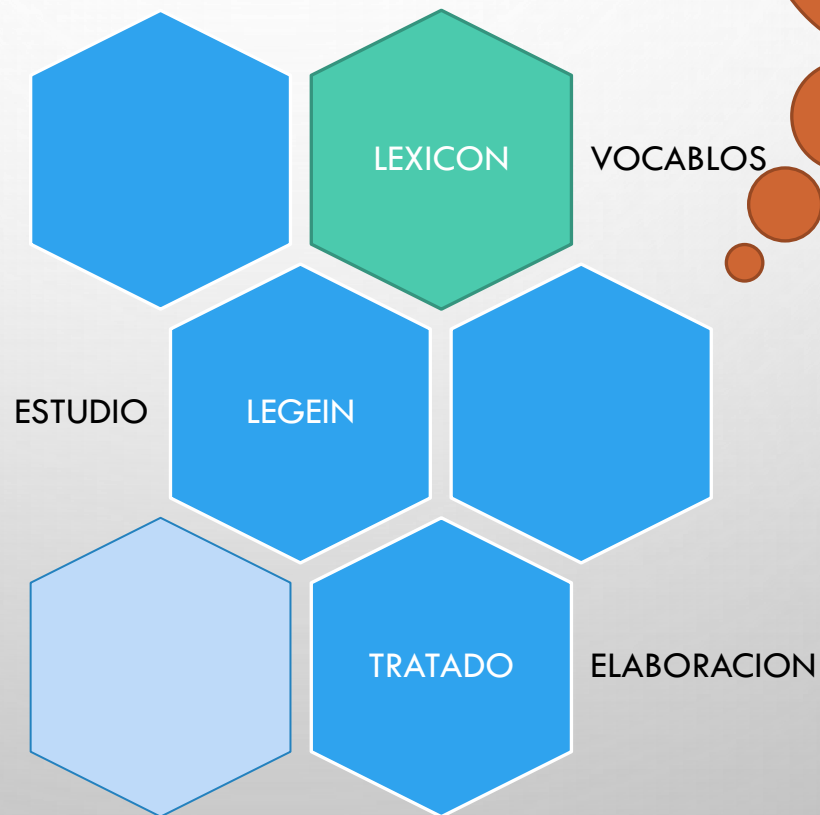 LEXICON
VOCABLOS
ESTUDIO
LEGEIN
TRATADO
ELABORACION